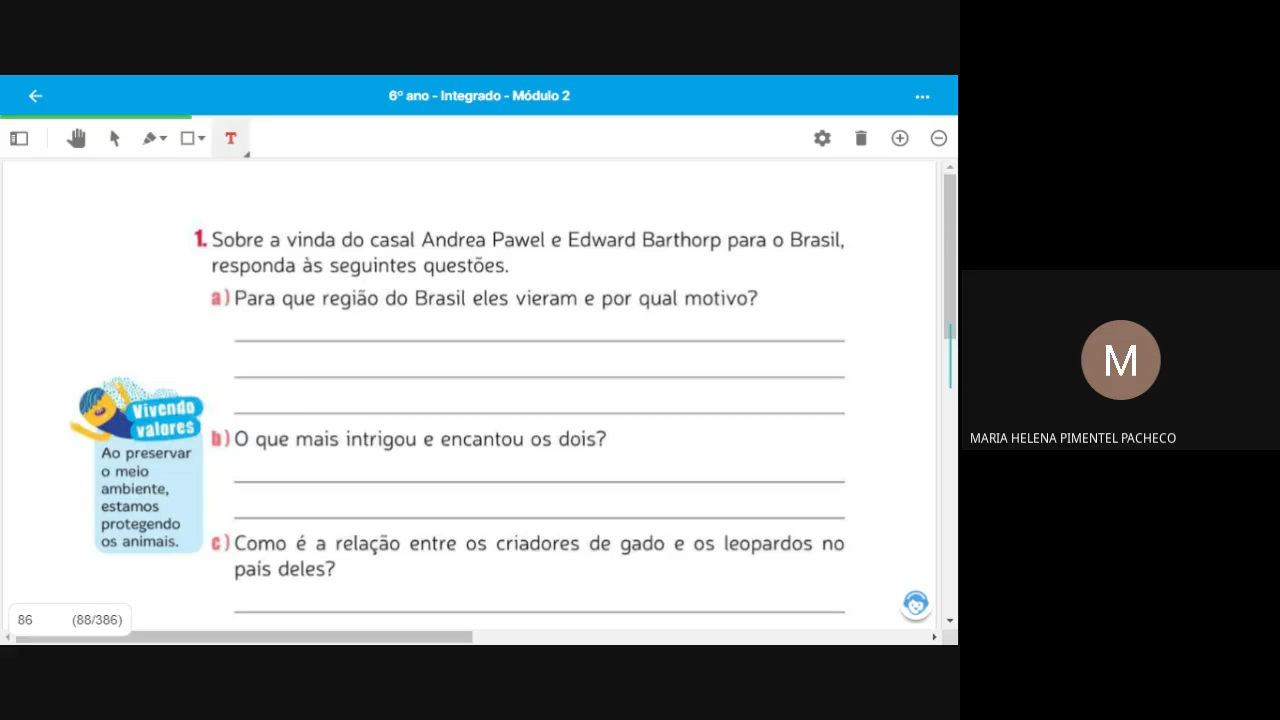 6º ano - Integrado - Módulo 2
T
1. Sobre a vinda do casal Andrea Pawel e Edward Barthorp para o Brasil,
responda às seguintes questões.
a) Para que região do Brasil eles vieram e por qual motivo?
Vivendo
valores
Ao preservar
o meio
ambiente,
estamos
protegendo
os animais.
b) O que mais intrigou e encantou os dois?
c) Como é a relação entre os criadores de gado e os leopardos no
país deles?
86 (88/386)
M
MARIA HELENA PIMENTEL PACHECO